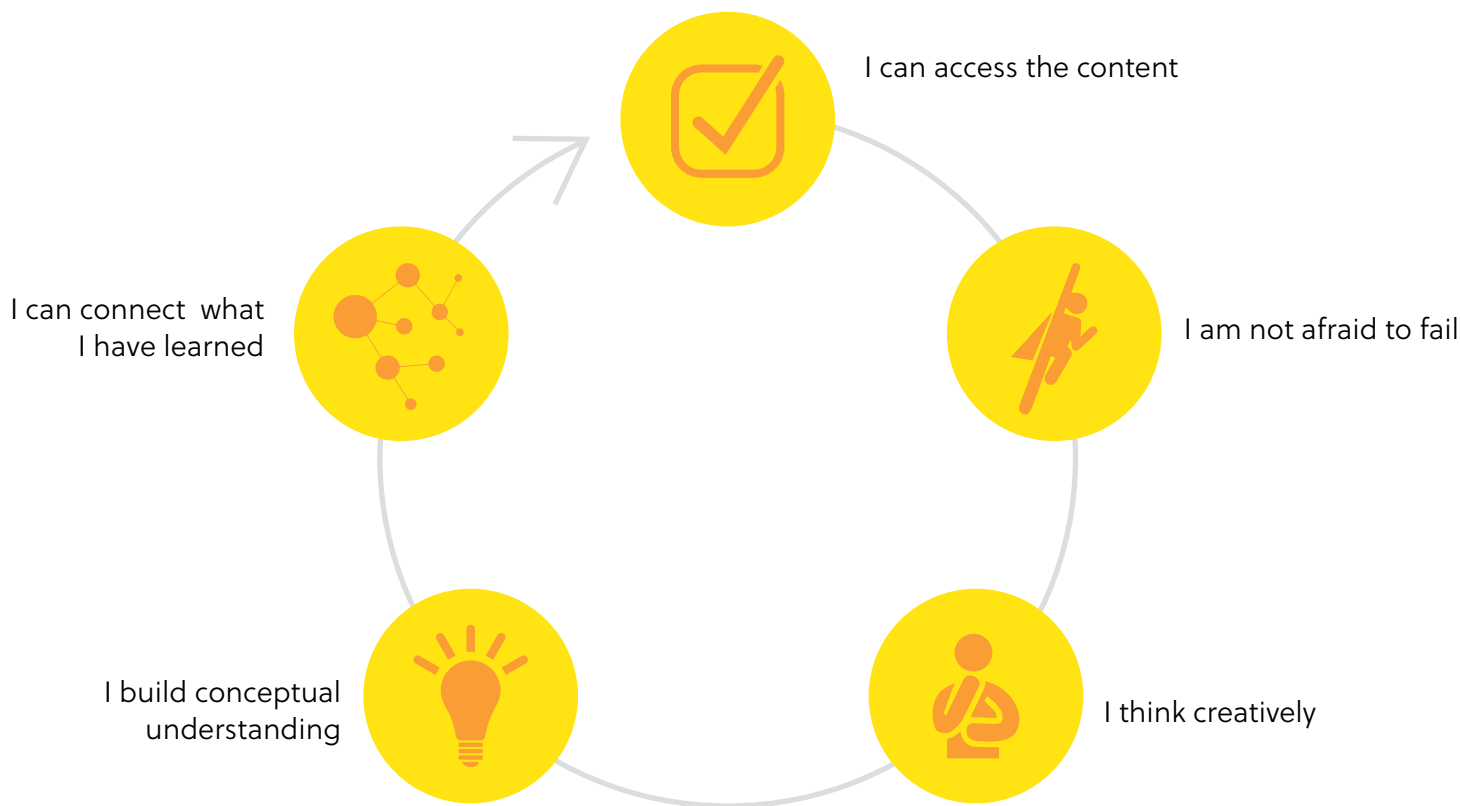 I can access the content
I am not afraid to fail
I think creatively
I build conceptual
understanding
I can connect  what
I have learned